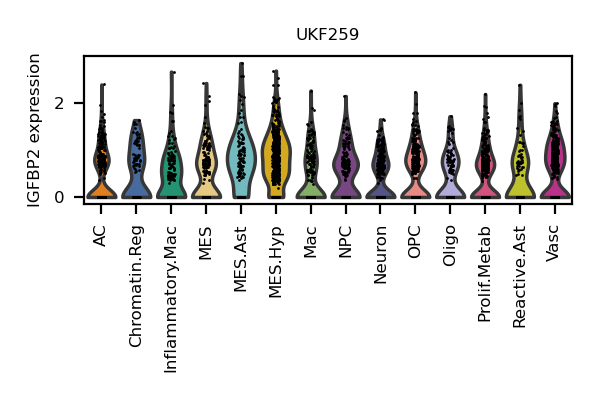 UKF259
IGFBP2 expression
2
0
AC
Chromatin.Reg
Inflammatory.Mac
MES
MES.Ast
MES.Hyp
Mac
NPC
Neuron
OPC
Oligo
Prolif.Metab
Reactive.Ast
Vasc